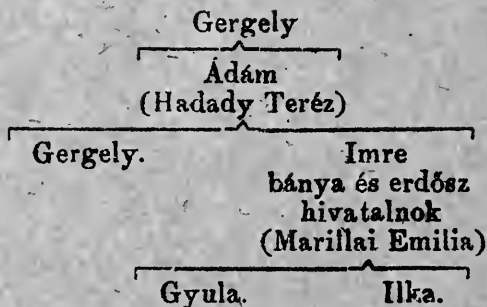 Gergely
Ádám
(Hadady Teréz)
Gergely. Imre
bánya és erdősz
hivatalnok
(Marillai Emilia)
Gyula. Ilka.